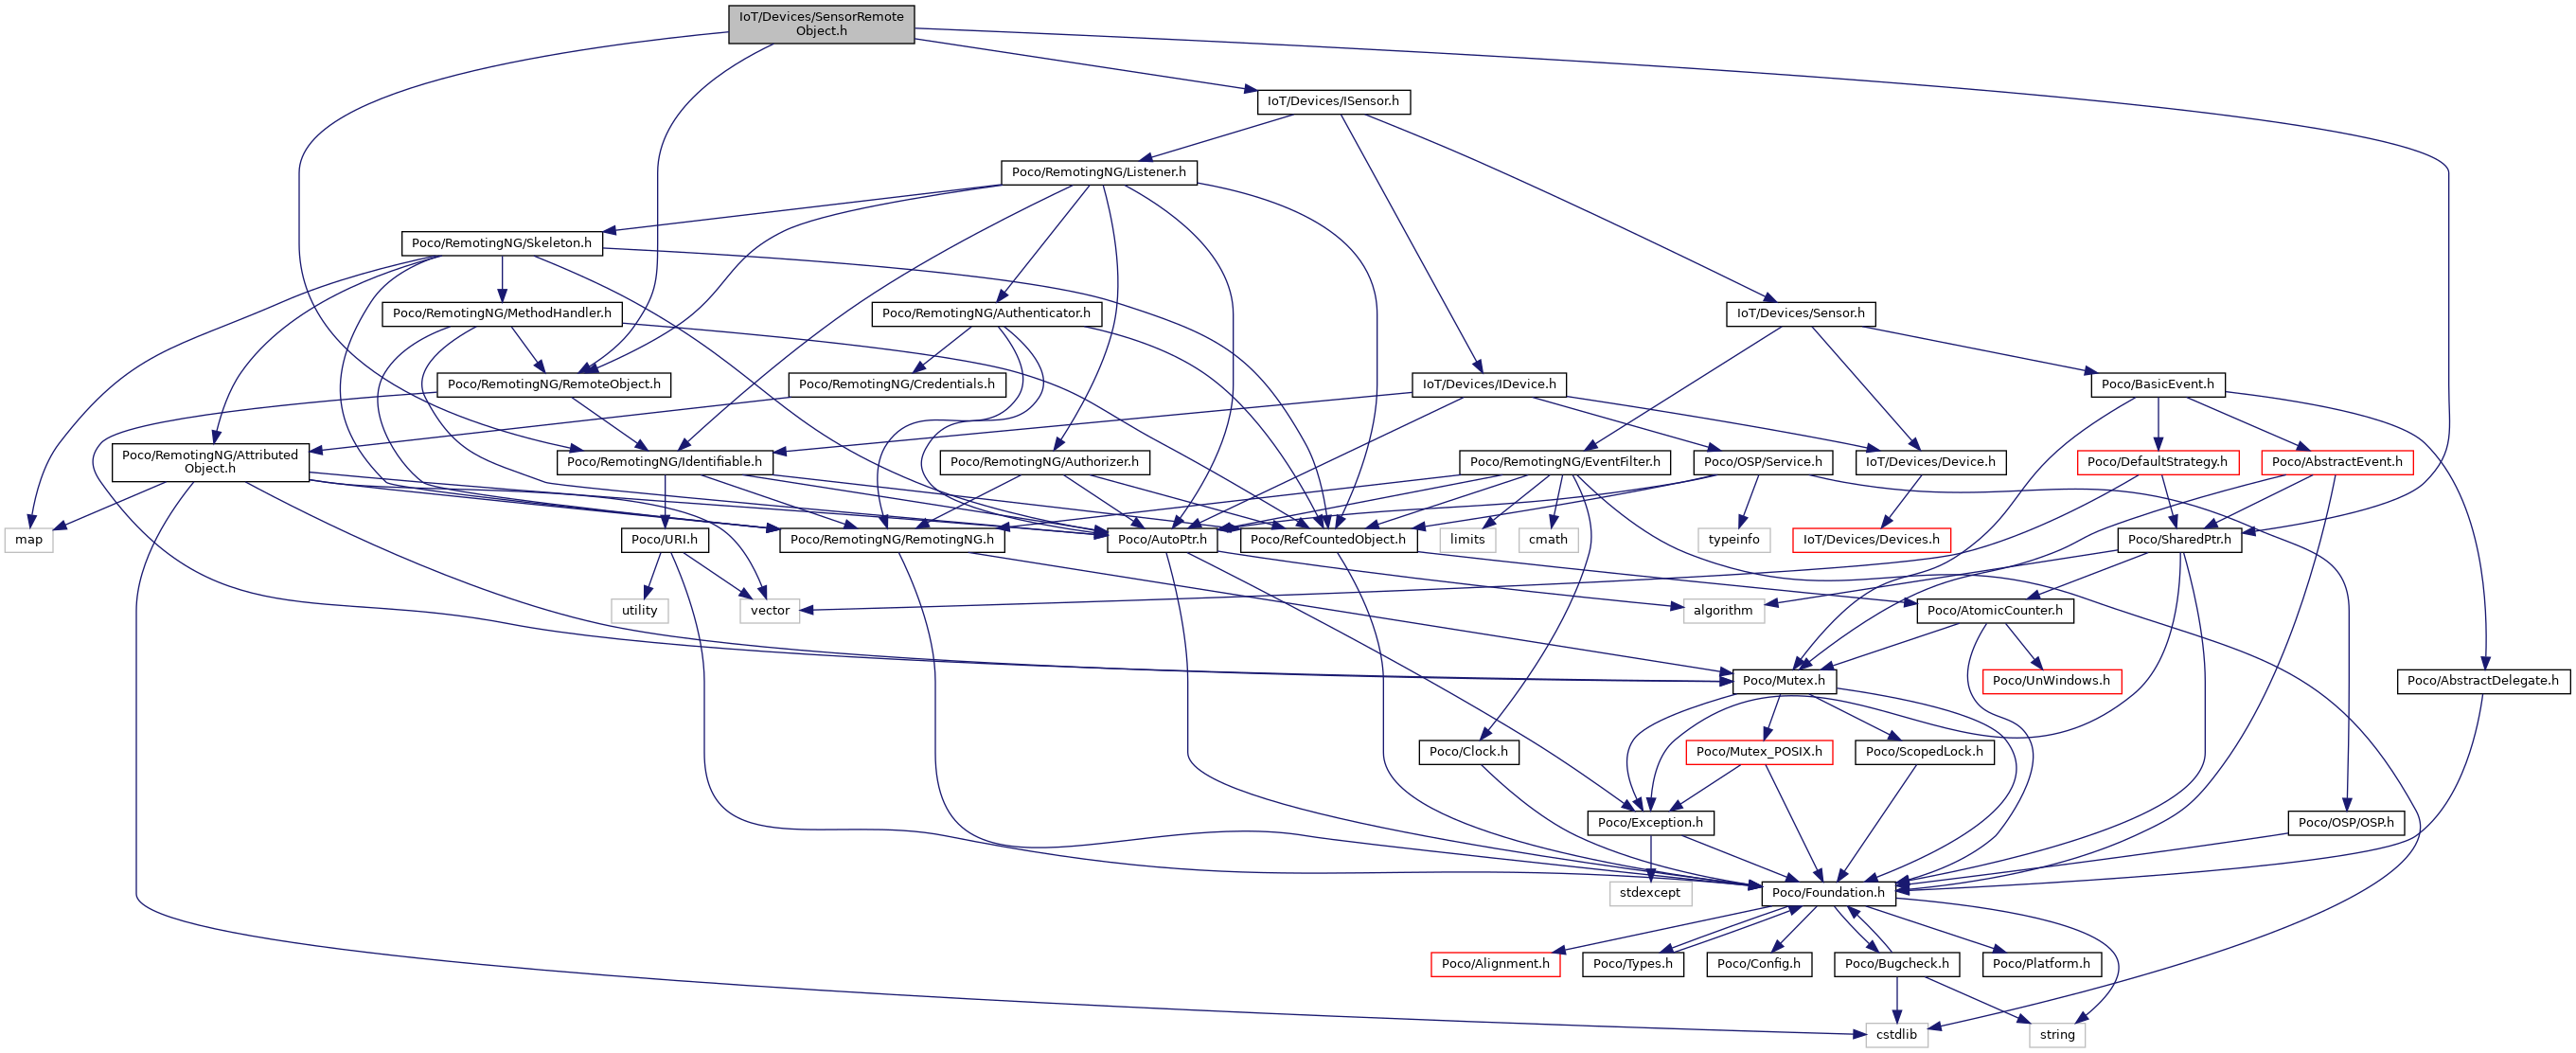 IoT/Devices/SensorRemote
Object.h
IoT/Devices/ISensor.h
Poco/RemotingNG/Listener.h
Poco/RemotingNG/Skeleton.h
Poco/RemotingNG/MethodHandler.h
Poco/RemotingNG/Authenticator.h
IoT/Devices/Sensor.h
Poco/RemotingNG/RemoteObject.h
Poco/RemotingNG/Credentials.h
IoT/Devices/IDevice.h
Poco/BasicEvent.h
Poco/RemotingNG/Attributed
Object.h
Poco/RemotingNG/Identifiable.h
Poco/RemotingNG/Authorizer.h
Poco/RemotingNG/EventFilter.h
Poco/OSP/Service.h
IoT/Devices/Device.h
Poco/DefaultStrategy.h
Poco/AbstractEvent.h
map
Poco/URI.h
Poco/RemotingNG/RemotingNG.h
Poco/AutoPtr.h
Poco/RefCountedObject.h
limits
cmath
typeinfo
IoT/Devices/Devices.h
Poco/SharedPtr.h
utility
vector
algorithm
Poco/AtomicCounter.h
Poco/Mutex.h
Poco/UnWindows.h
Poco/AbstractDelegate.h
Poco/Clock.h
Poco/Mutex_POSIX.h
Poco/ScopedLock.h
Poco/Exception.h
Poco/OSP/OSP.h
stdexcept
Poco/Foundation.h
Poco/Alignment.h
Poco/Types.h
Poco/Config.h
Poco/Bugcheck.h
Poco/Platform.h
cstdlib
string